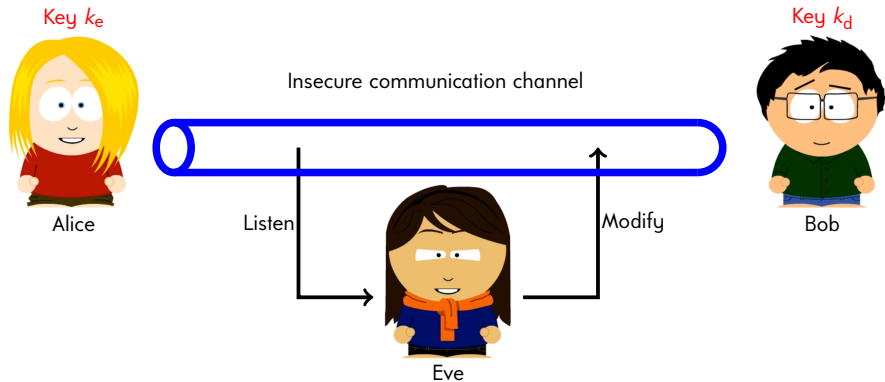 Key ke
Key kd
Insecure communication channel
Alice
Listen
Modify
Bob
Eve